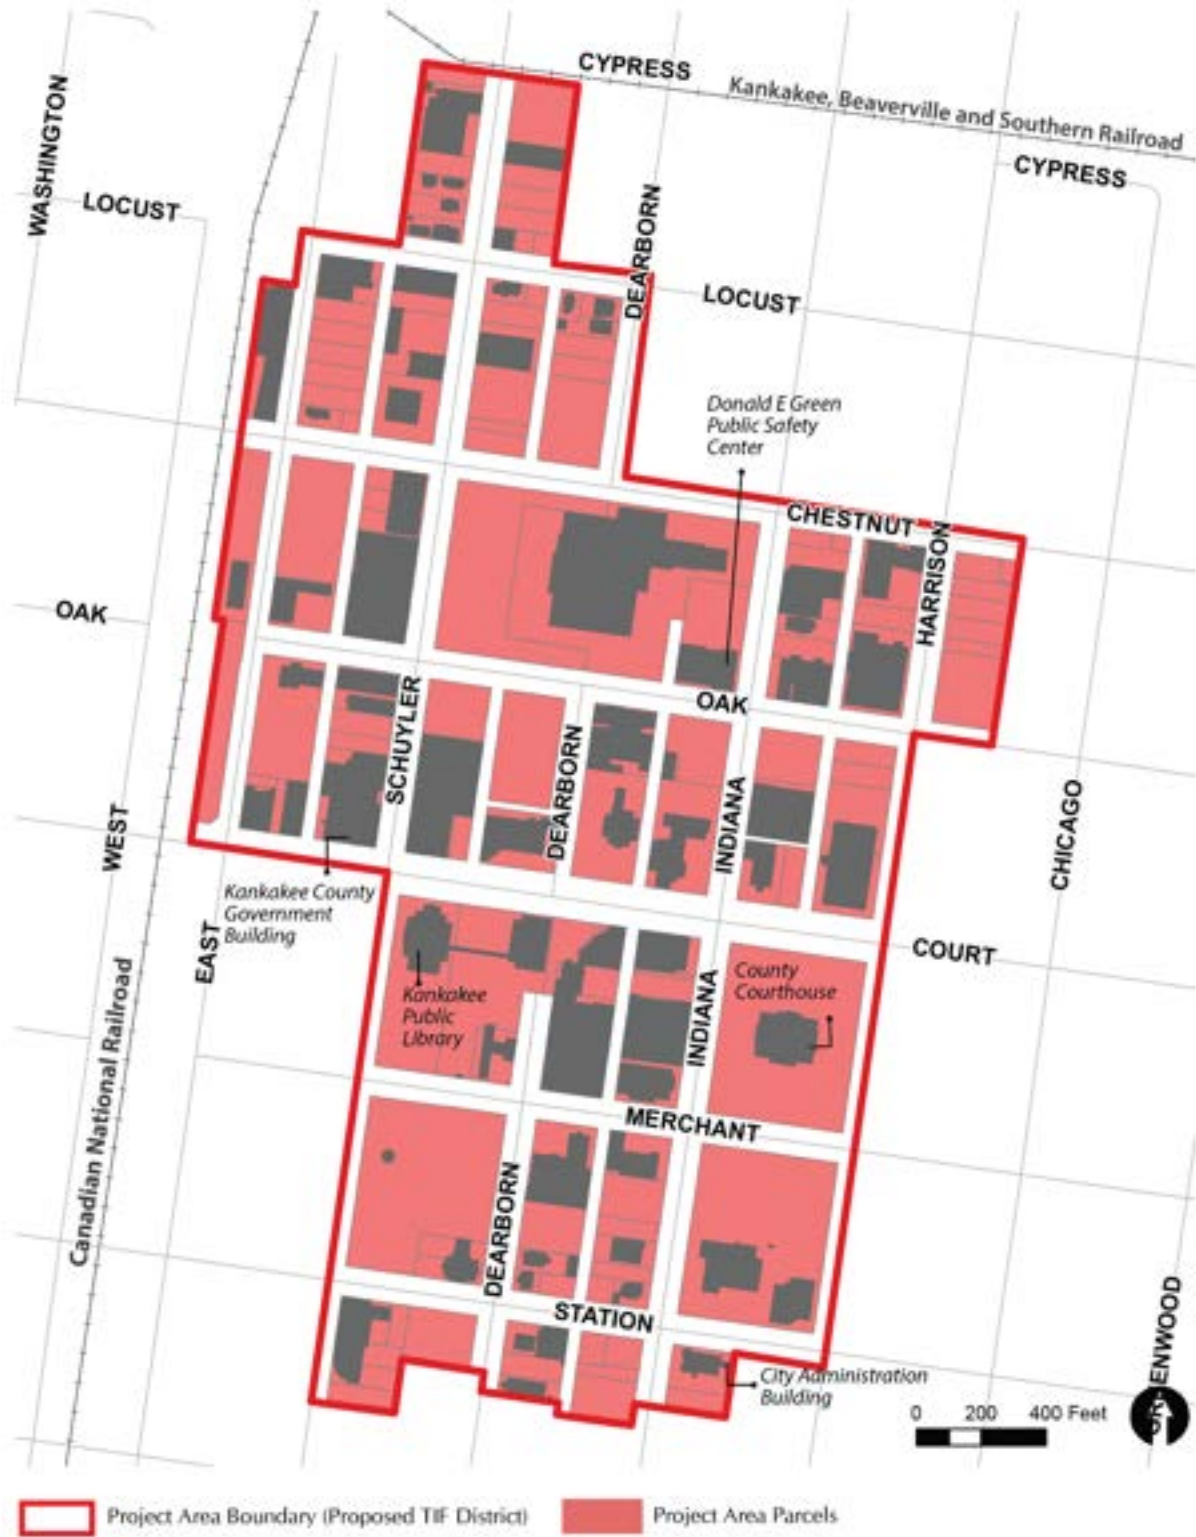 CYPRESS
Kankakee, Beaverville and Southern Railroad
CYPRESS
WASHINGTON
LOCUST
DEARBORN
LOCUST
Donald E Green
Public Safety
Center
CHESTNUT
HARRISON
OAK
OAK
SCHUYLER
DEARBORN
INDIANA
CHICAGO
WEST
Kankakee County
Government
Building
EAST
COURT
Kankakee
Public
Library
INDIANA
County
Courthouse
Canadian National Railroad
MERCHANT
DEARBORN
STATION
City Administration
Building
0 200 400 Feet
Project Area Boundary (Proposed TIF District)
Project Area Parcels